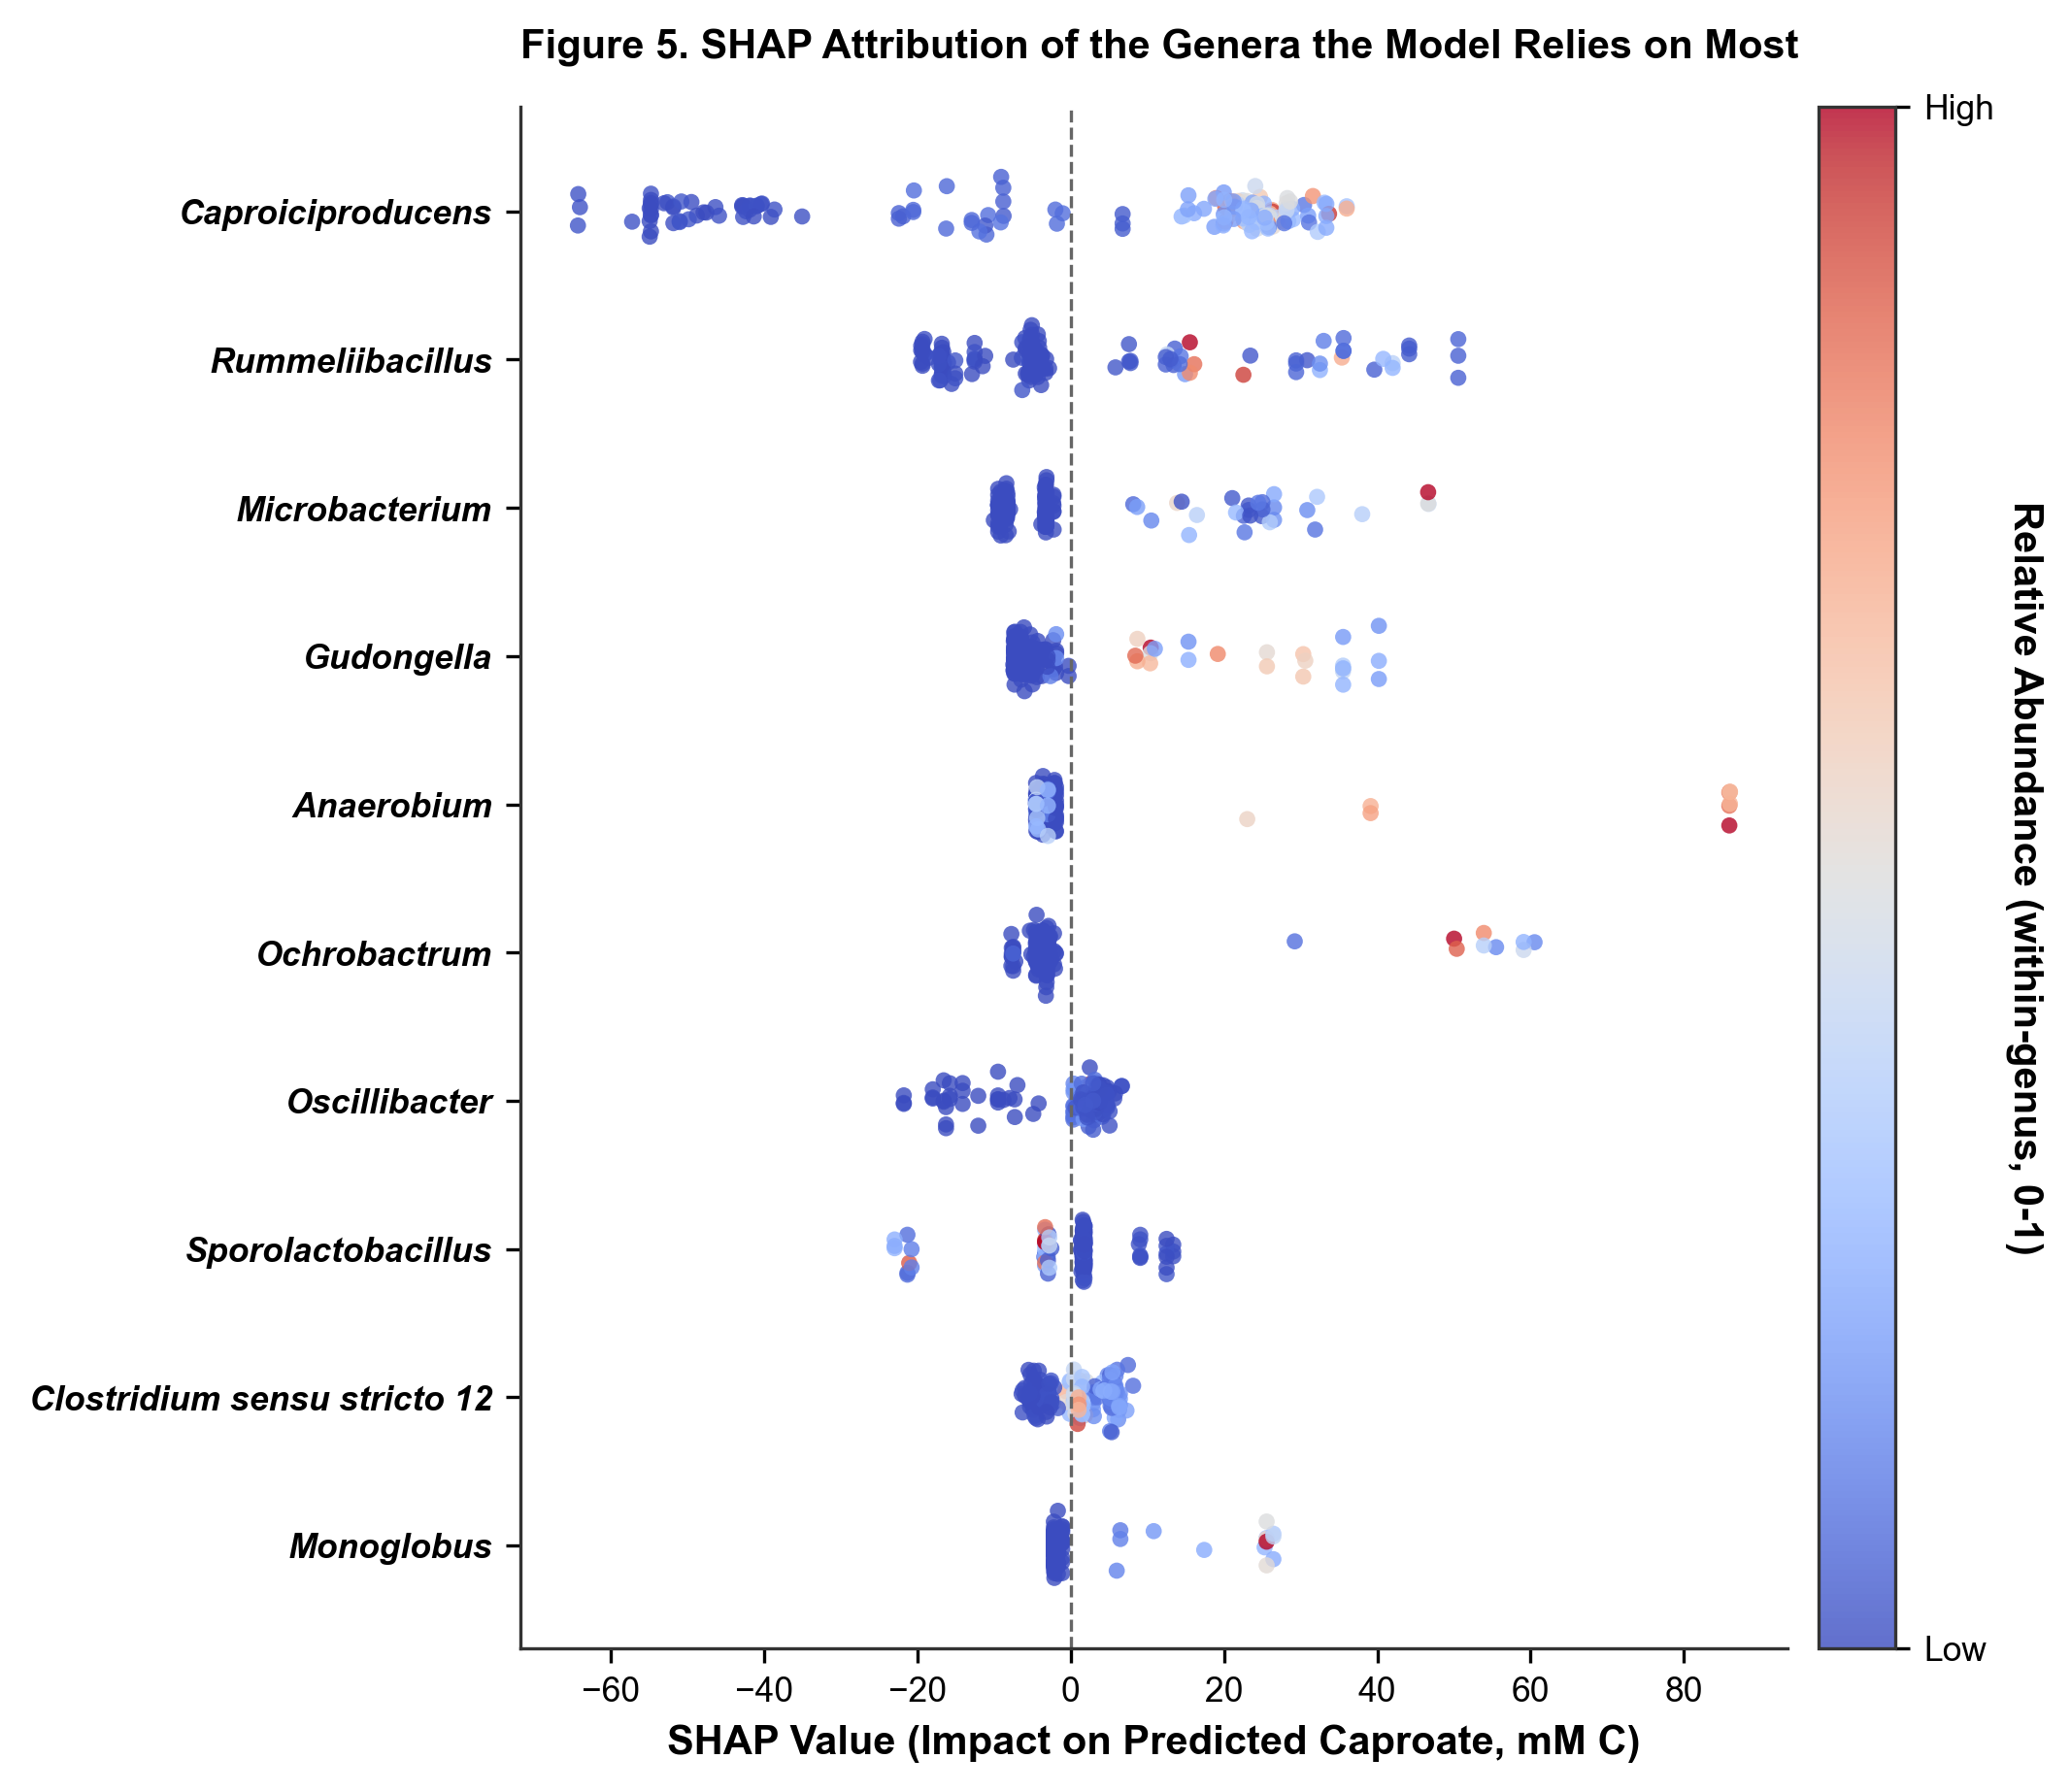 Figure 5. SHAP Attribution of the Genera the Model Relies on Most
High
Caproiciproducens
Rummeliibacillus
Microbacterium
Gudongella
Anaerobium
Ochrobactrum
Oscillibacter
Sporolactobacillus
Clostridium sensu stricto 12
Monoglobus
Relative Abundance (within-genus, 0-1)
Low
−60 −40 −20 0 20 40 60 80
SHAP Value (Impact on Predicted Caproate, mM C)